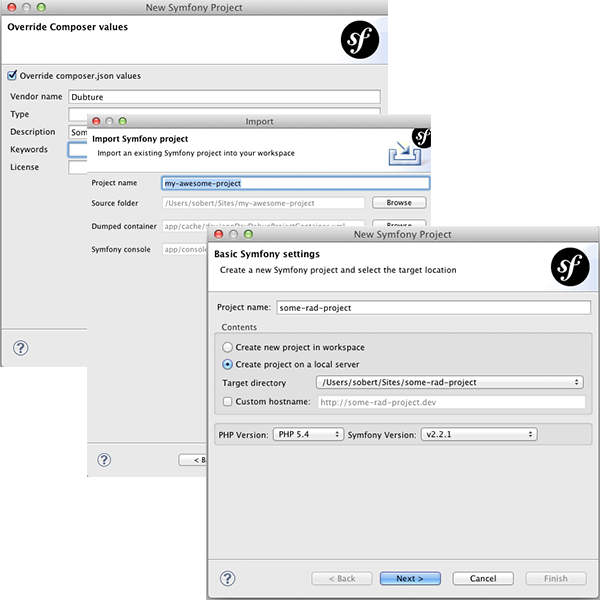 New Symfony Project
Override Composer values
sf
Override composer.json values
Vendor name Dubture
Type
Description Som
Keywords
License
?
Import
Import Symfony project
Import an existing Symfony project into your workspace
sf
Project name my-awesome-project
Source folder /Users/sobert/Sites/my-awesome-project Browse
Dumped container Browse
Symfony console app/console
? < B
New Symfony Project
Basic Symfony settings
Create a new Symfony project and select the target location
sf
Project name: some-rad-project
Contents
Create new project in workspace
Create project on a local server
Target directory /Users/sobert/Sites/some-rad-project
Custom hostname: http://some-rad-project.dev
PHP Version: PHP 5.4 Symfony Version: v2.2.1
? < Back Next > Cancel Finish